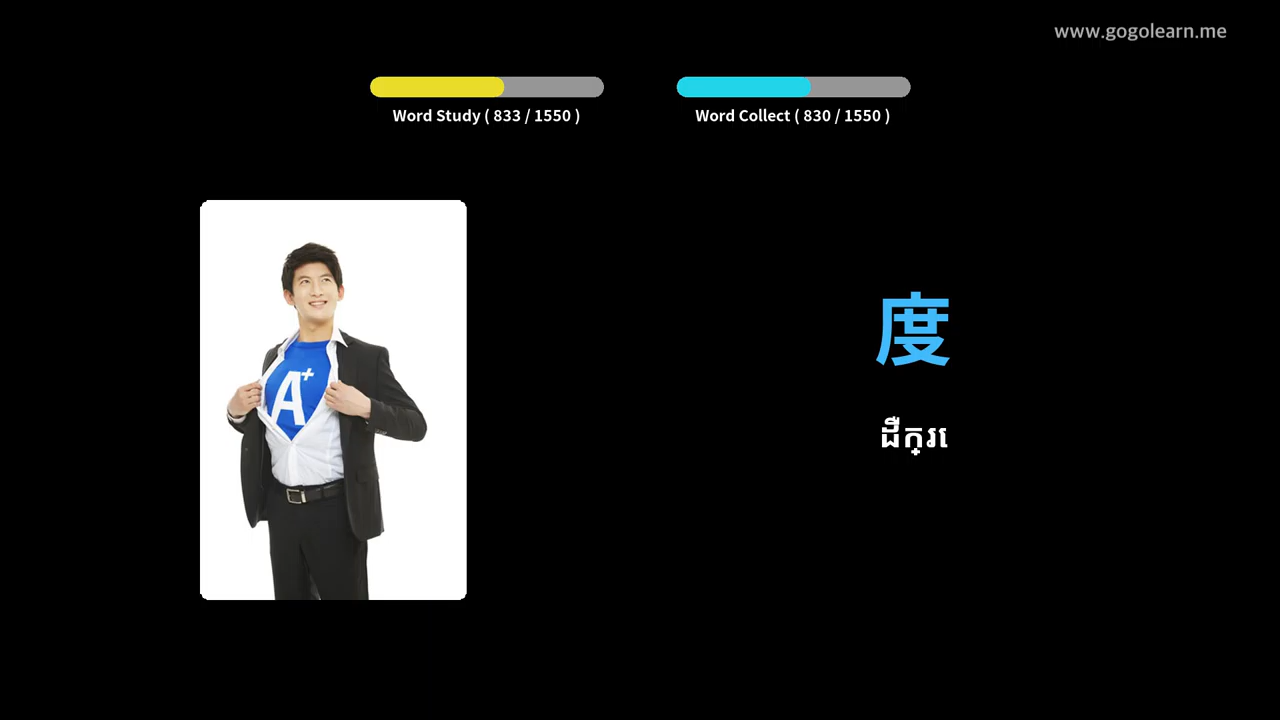 www.gogolearn.me
Word Study ( 833 / 1550 )
Word Collect ( 830 / 1550 )
A+
度
ដឺក្រេ